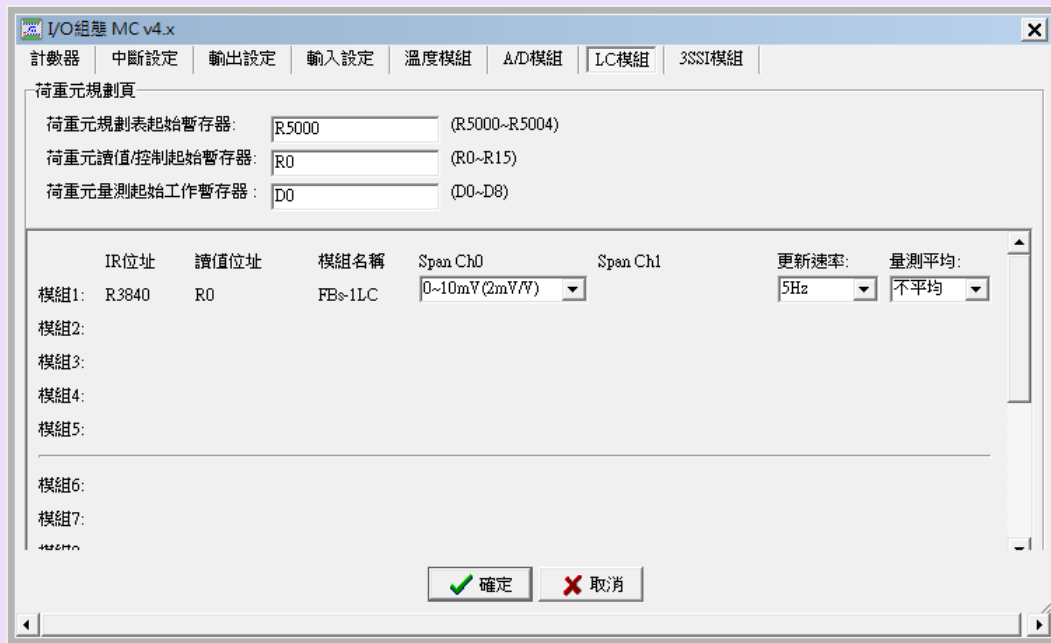 I/O組態 MC v4.x
計數器 中斷設定 輸出設定 輸入設定 溫度模組 A/D模組 LC模組 3SSI模組
荷重元規劃頁
荷重元規劃表起始暫存器: R5000 (R5000~R5004)
荷重元讀值/控制起始暫存器: R0 (R0~R15)
荷重元量測起始工作暫存器 : D0 (D0~D8)
IR位址 讀值位址 模組名稱 Span Ch0 Span Ch1 更新速率: 量測平均:
模組1: R3840 R0 FBs-1LC 0~10mV(2mV/V) 5Hz 不平均
模組2:
模組3:
模組4:
模組5:
模組6:
模組7:
確定 取消